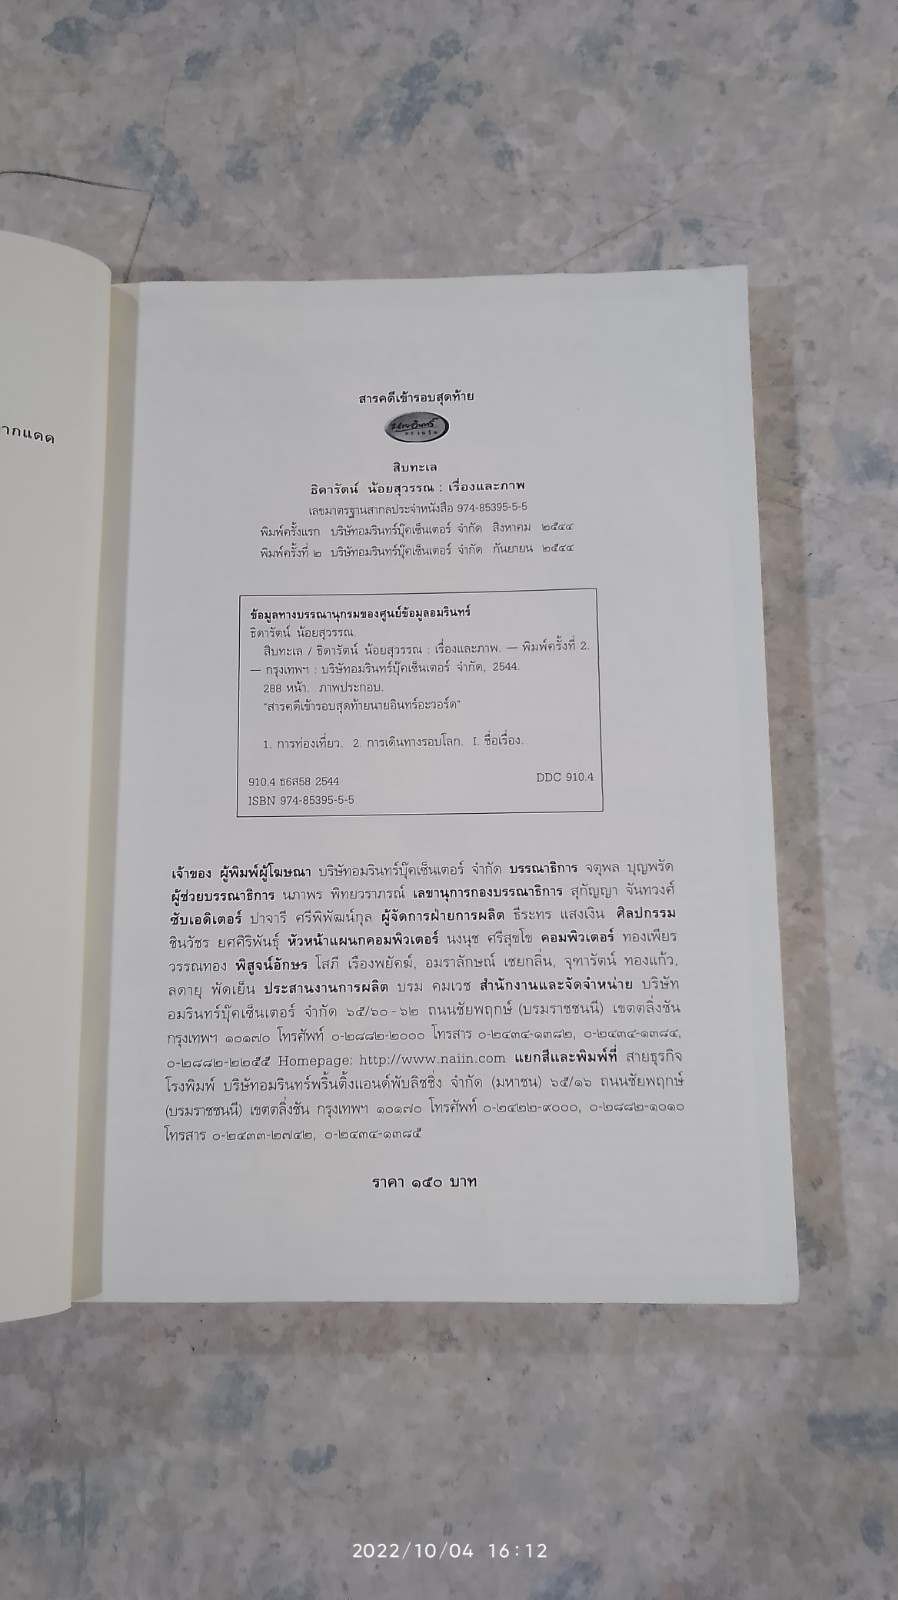 ากแดด
สารคดีเข้ารอบสุดท้าย
นายอินทร์
อะวอร์ด
สิบทะเล
ธิดารัตน์ น้อยสุวรรณ : เรื่องและภาพ
เลขมาตรฐานสากลประจำหนังสือ 974-85395-5-5
พิมพ์ครั้งแรก บริษัทอมรินทร์บุ๊คเซ็นเตอร์ จำกัด สิงหาคม ๒๕๔๔
พิมพ์ครั้งที่ ๒ บริษัทอมรินทร์บุ๊คเซ็นเตอร์ จำกัด กันยายน ๒๕๔๔
ข้อมูลทางบรรณานุกรมของศูนย์ข้อมูลอมรินทร์
ธิดารัตน์ น้อยสุวรรณ.
สิบทะเล / ธิดารัตน์ น้อยสุวรรณ : เรื่องและภาพ. — พิมพ์ครั้งที่ 2.
— กรุงเทพฯ : บริษัทอมรินทร์บุ๊คเซ็นเตอร์ จำกัด, 2544.
288 หน้า. ภาพประกอบ.
"สารคดีเข้ารอบสุดท้ายนายอินทร์อะวอร์ด"
1. การท่องเที่ยว. 2. การเดินทางรอบโลก. I. ชื่อเรื่อง.
910.4 ธ6ส58 2544 DDC 910.4
ISBN 974-85395-5-5
เจ้าของ ผู้พิมพ์ผู้โฆษณา บริษัทอมรินทร์บุ๊คเซ็นเตอร์ จำกัด บรรณาธิการ จตุพล บุญพรัด
ผู้ช่วยบรรณาธิการ นภาพร พิทยวราภรณ์ เลขานุการกองบรรณาธิการ สุกัญญา จันทวงศ์
ซับเอดิเตอร์ ปาจารี ศรีพิพัฒน์กุล ผู้จัดการฝ่ายการผลิต ธีระทร แสงเงิน ศิลปกรรม
ชินวัชร ยศศิริพันธุ์ หัวหน้าแผนกคอมพิวเตอร์ นงนุช ศรีสุขโข คอมพิวเตอร์ ทองเพียร
วรรณทอง พิสูจน์อักษร โสภี เรืองพยัคฆ์, อมราลักษณ์ เชยกลิ่น, จุฑารัตน์ ทองแก้ว,
ลดายุ พัดเย็น ประสานงานการผลิต บรม คมเวช สำนักงานและจัดจำหน่าย บริษัท
อมรินทร์บุ๊คเซ็นเตอร์ จำกัด ๖๕/๖๐-๖๒ ถนนชัยพฤกษ์ (บรมราชชนนี) เขตตลิ่งชัน
กรุงเทพฯ ๑๐๑๗๐ โทรศัพท์ ๐-๒๘๘๒-๒๐๐๐ โทรสาร ๐-๒๔๓๔-๑๓๘๒, ๐-๒๔๓๔-๑๓๘๔,
๐-๒๘๘๒-๒๒๕๕ Homepage: http://www.naiin.com แยกสีและพิมพ์ที่ สายธุรกิจ
โรงพิมพ์ บริษัทอมรินทร์พริ้นติ้งแอนด์พับลิชชิ่ง จำกัด (มหาชน) ๖๕/๑๖ ถนนชัยพฤกษ์
(บรมราชชนนี) เขตตลิ่งชัน กรุงเทพฯ ๑๐๑๗๐ โทรศัพท์ ๐-๒๔๒๒-๙๐๐๐, ๐-๒๘๘๒-๑๐๑๐
โทรสาร ๐-๒๔๓๓-๒๗๔๒, ๐-๒๔๓๔-๑๓๘๕
ราคา ๑๕๐ บาท
2022/10/04 16:12